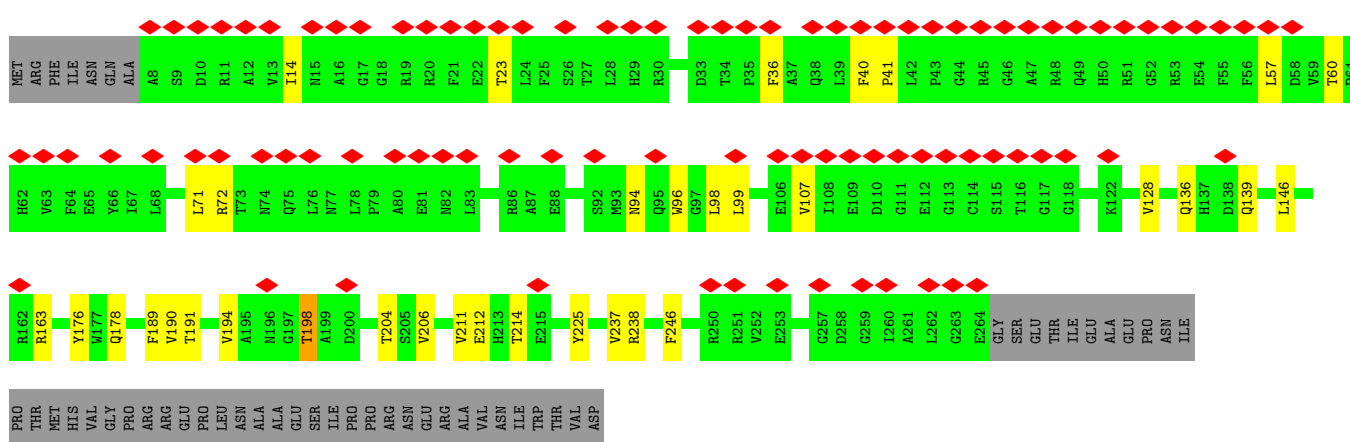 MET ARG PHE ILE ASN GLN ALA A8 S9 D10 R11 A12 V13 I14 N15 A16 G17 G18 R19 R20 F21 E22 T23 L24 F25 S26 T27 L28 H29 R30 D33 T34 P35 F36 A37 Q38 L39 F40 P41 L42 P43 G44 R45 G46 A47 R48 Q49 H50 R51 G52 R53 E54 F55 F56 L57 D58 V59 T60
H62 V63 F64 E65 Y66 I67 L68 L71 R72 T73 N74 Q75 L76 N77 L78 P79 A80 E81 N82 L83 R86 A87 E88 S92 M93 N94 Q95 W96 G97 L98 L99 E106 V107 I108 E109 D110 G111 E112 G113 C114 S115 T116 G117 G118 K122 V128 Q136 H137 D138 Q139 L146
R162 R163 Y176 W177 Q178 F189 V190 T191 V194 A195 N196 G197 T198 A199 D200 T204 S205 V206 V211 E212 H213 T214 E215 Y225 V237 R238 F246 R250 R251 V252 E253 G257 D258 G259 I260 A261 L262 G263 E264 GLY SER GLU THR ILE GLU ALA GLU PRO ASN ILE
PRO THR MET HIS VAL GLY PRO ARG ARG GLU PRO LEU ASN ALA ALA GLU SER ILE PRO PRO ARG ASN GLU ARG ALA VAL ASN ILE TRP THR VAL ASP